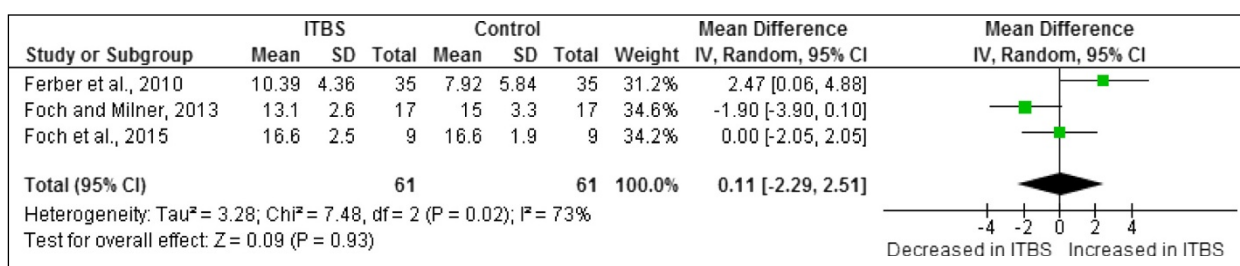 ITBS Control Mean Difference Mean Difference
Study or Subgroup Mean SD Total Mean SD Total Weight IV, Random, 95% CI IV, Random, 95% CI
Ferber et al., 2010 10.39 4.36 35 7.92 5.84 35 31.2% 2.47 [0.06, 4.88]
Foch and Milner, 2013 13.1 2.6 17 15 3.3 17 34.6% -1.90 [-3.90, 0.10]
Foch et al., 2015 16.6 2.5 9 16.6 1.9 9 34.2% 0.00 [-2.05, 2.05]
Total (95% CI) 61 61 100.0% 0.11 [-2.29, 2.51]
Heterogeneity: Tau² = 3.28; Chi² = 7.48, df = 2 (P = 0.02); I² = 73%
Test for overall effect: Z = 0.09 (P = 0.93)
-4 -2 0 2 4
Decreased in ITBS Increased in ITBS